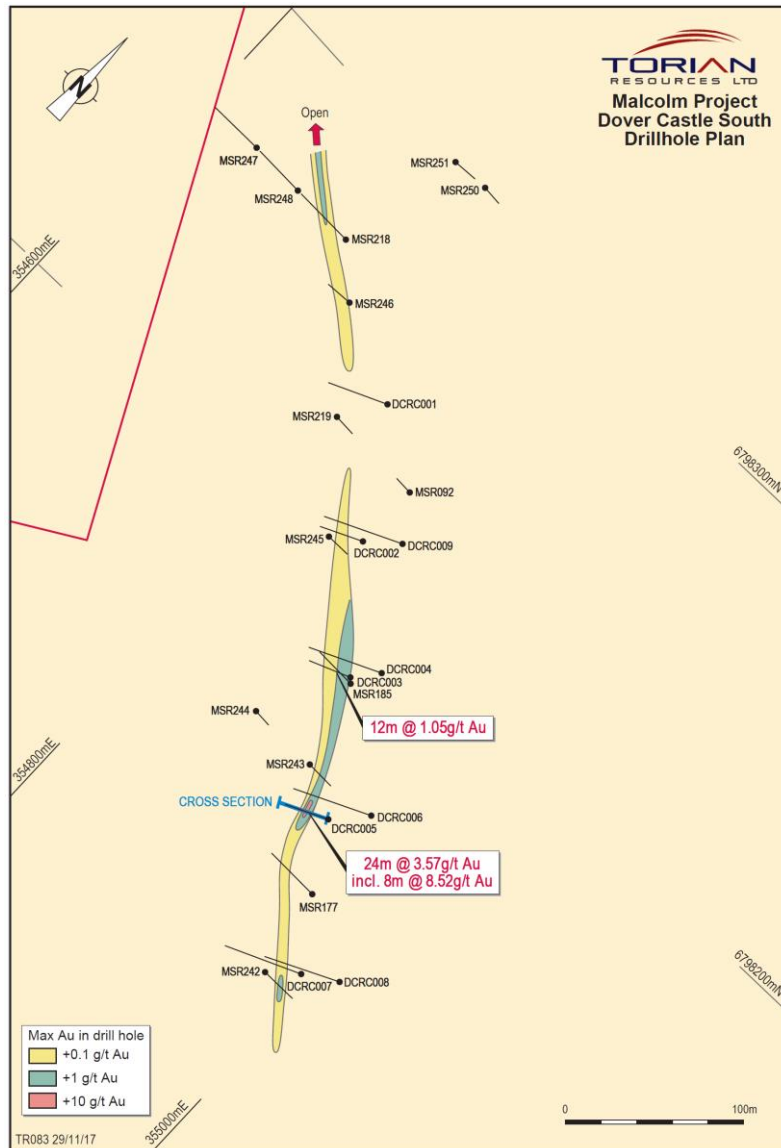 TORIAN
RESOURCES LTD
Malcolm Project
Dover Castle South
Drillhole Plan
N
Open
MSR247
MSR251
MSR248
MSR250
MSR218
354600mE
MSR246
DCRC001
MSR219
6798300mN
MSR092
MSR245
DCRC002
DCRC009
DCRC004
DCRC003
MSR185
MSR244
12m @ 1.05g/t Au
354800mE
MSR243
CROSS SECTION
DCRC006
DCRC005
24m @ 3.57g/t Au
incl. 8m @ 8.52g/t Au
MSR177
6798200mN
MSR242
DCRC007
DCRC008
Max Au in drill hole
+0.1 g/t Au
+1 g/t Au
+10 g/t Au
355000mE
0
100m
TR083 29/11/17